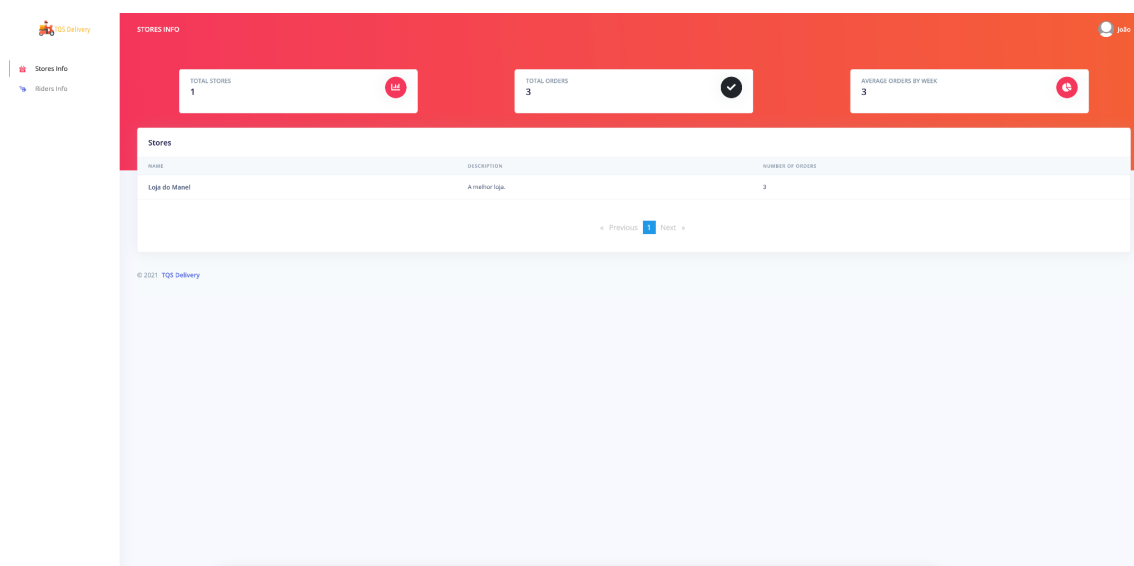 TQS Delivery
Stores Info
Riders Info
STORES INFO
João
TOTAL STORES
1
TOTAL ORDERS
3
AVERAGE ORDERS BY WEEK
3
Stores
NAME DESCRIPTION NUMBER OF ORDERS
Loja do Manel A melhor loja. 3
« Previous 1 Next »
© 2021 TQS Delivery